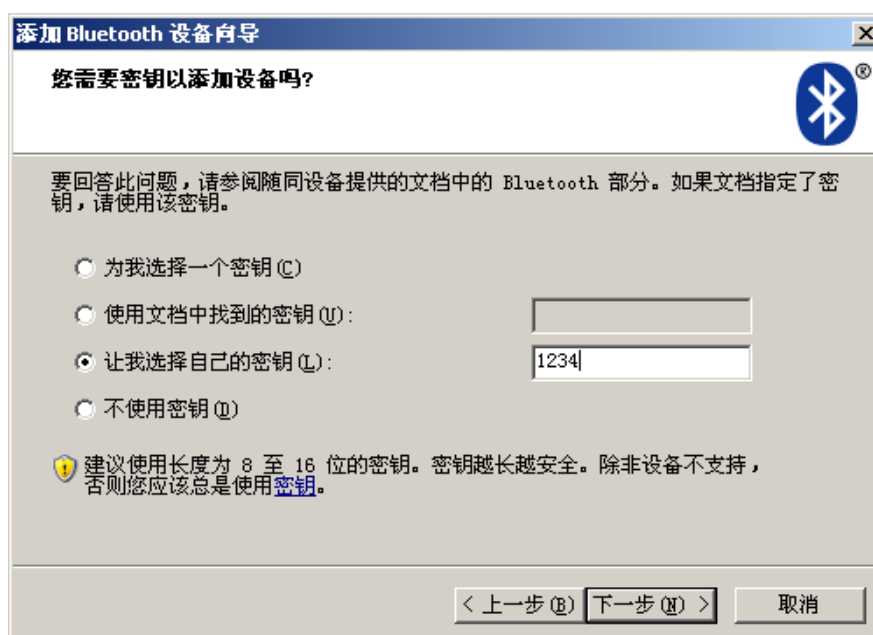 添加 Bluetooth 设备向导
您需要密钥以添加设备吗?
®
要回答此问题，请参阅随同设备提供的文档中的 Bluetooth 部分。如果文档指定了密
钥，请使用该密钥。
为我选择一个密钥(C)
使用文档中找到的密钥(U):
让我选择自己的密钥(L): 1234
不使用密钥(D)
建议使用长度为 8 至 16 位的密钥。密钥越长越安全。除非设备不支持，
否则您应该总是使用密钥。
< 上一步(B) 下一步(N) > 取消